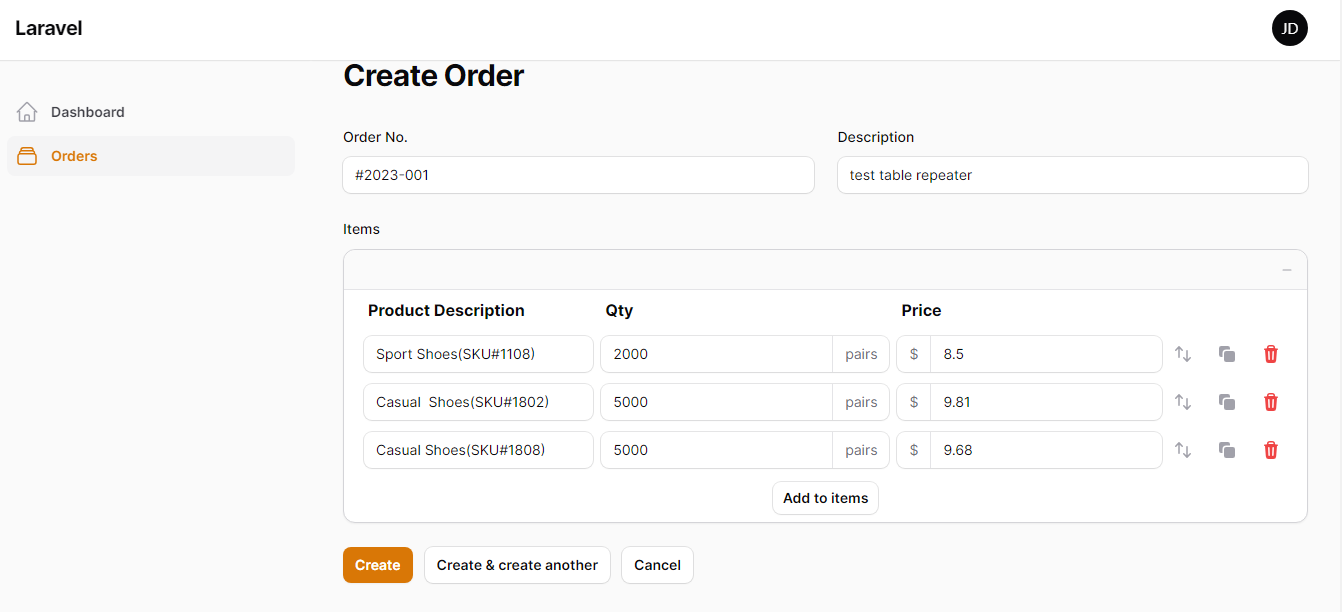 Laravel
JD
Dashboard
Orders
Create Order
Order No.
Description
#2023-001
test table repeater
Items
Product Description Qty Price
Sport Shoes(SKU#1108) 2000 pairs $ 8.5
Casual  Shoes(SKU#1802) 5000 pairs $ 9.81
Casual Shoes(SKU#1808) 5000 pairs $ 9.68
Add to items
Create
Create & create another
Cancel